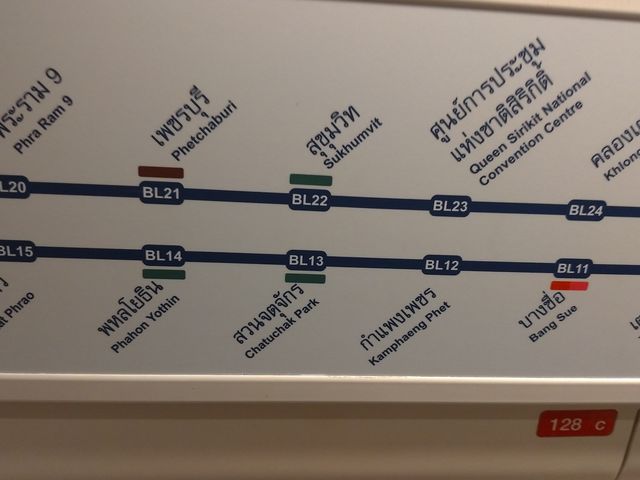 พระราม 9
Phra Ram 9
เพชรบุรี
Phetchaburi
สุขุมวิท
Sukhumvit
ศูนย์การประชุม
แห่งชาติสิริกิติ์
Queen Sirikit National
Convention Centre
BL21
BL22
BL23
BL24
BL15
BL14
BL13
BL12
BL11
พหลโยธิน
Phahon Yothin
สวนจตุจักร
Chatuchak Park
กำแพงเพชร
Kamphaeng Phet
บางซื่อ
Bang Sue
128 C